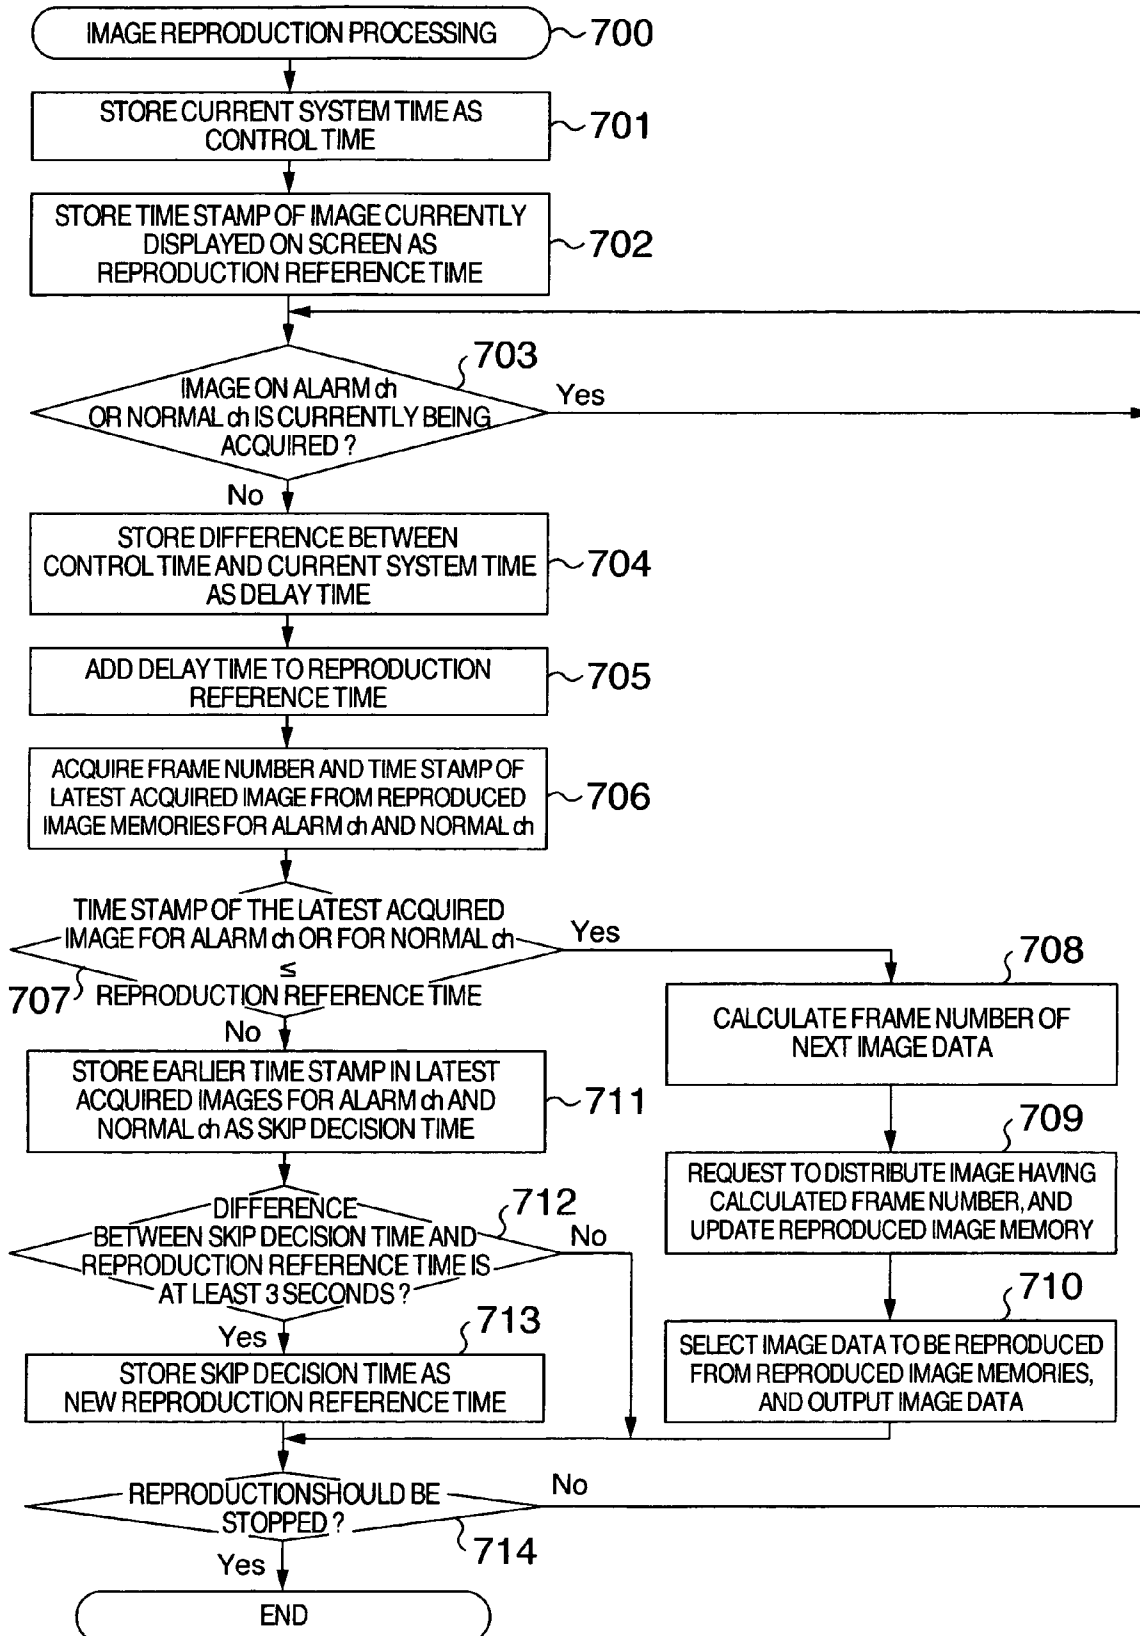 IMAGE REPRODUCTION PROCESSING
700
STORE CURRENT SYSTEM TIME AS
CONTROL TIME
701
STORE TIME STAMP OF IMAGE CURRENTLY
DISPLAYED ON SCREEN AS
REPRODUCTION REFERENCE TIME
702
703
IMAGE ON ALARM ch
OR NORMAL ch IS CURRENTLY BEING
ACQUIRED ?
Yes
No
STORE DIFFERENCE BETWEEN
CONTROL TIME AND CURRENT SYSTEM TIME
AS DELAY TIME
704
ADD DELAY TIME TO REPRODUCTION
REFERENCE TIME
705
ACQUIRE FRAME NUMBER AND TIME STAMP OF
LATEST ACQUIRED IMAGE FROM REPRODUCED
IMAGE MEMORIES FOR ALARM ch AND NORMAL ch
706
TIME STAMP OF THE LATEST ACQUIRED
IMAGE FOR ALARM ch OR FOR NORMAL ch
≤
REPRODUCTION REFERENCE TIME
707
Yes
No
708
CALCULATE FRAME NUMBER OF
NEXT IMAGE DATA
709
REQUEST TO DISTRIBUTE IMAGE HAVING
CALCULATED FRAME NUMBER, AND
UPDATE REPRODUCED IMAGE MEMORY
710
SELECT IMAGE DATA TO BE REPRODUCED
FROM REPRODUCED IMAGE MEMORIES,
AND OUTPUT IMAGE DATA
STORE EARLIER TIME STAMP IN LATEST
ACQUIRED IMAGES FOR ALARM ch AND
NORMAL ch AS SKIP DECISION TIME
711
DIFFERENCE
BETWEEN SKIP DECISION TIME AND
REPRODUCTION REFERENCE TIME IS
AT LEAST 3 SECONDS ?
712
No
Yes
713
STORE SKIP DECISION TIME AS
NEW REPRODUCTION REFERENCE TIME
REPRODUCTION SHOULD BE
STOPPED ?
714
No
Yes
END